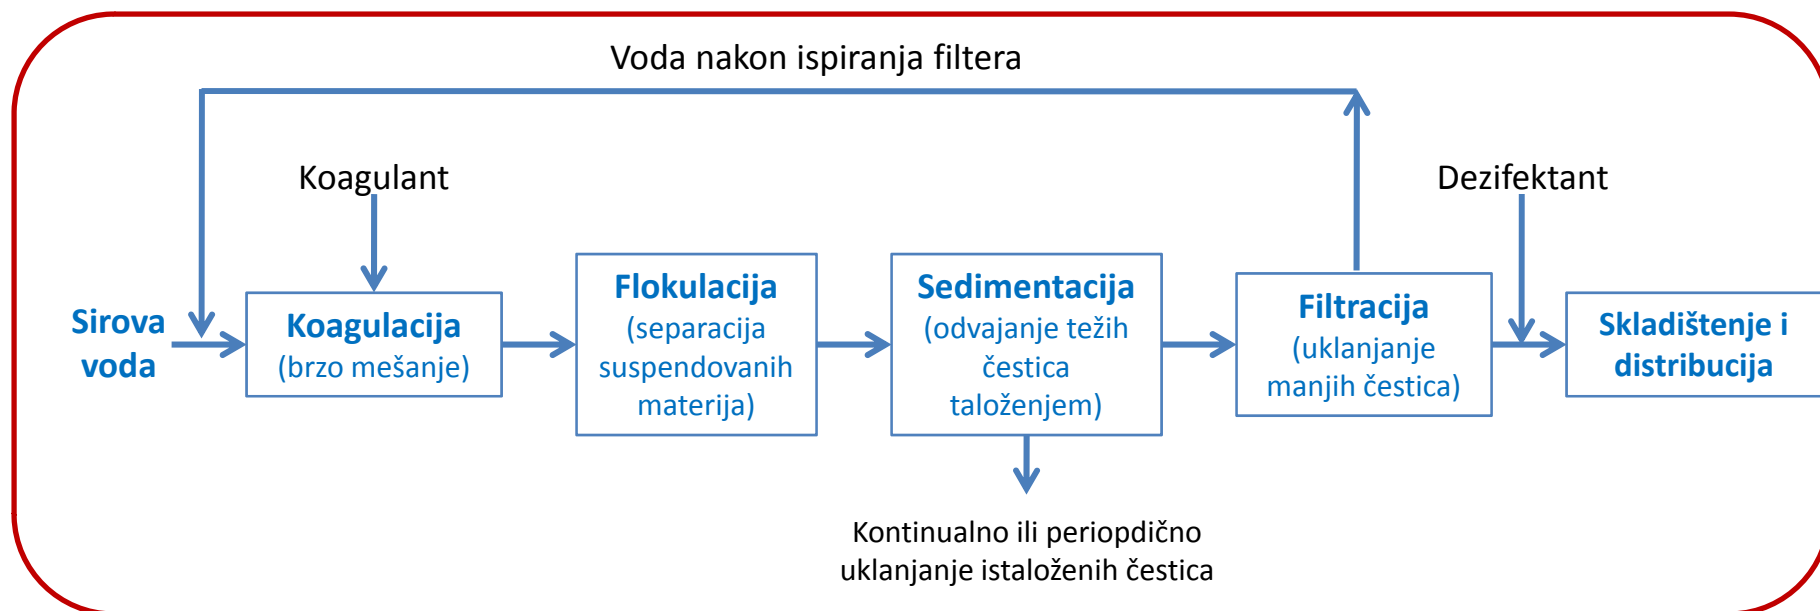 Voda nakon ispiranja filtera
Koagulant
Dezifektant
Sirova
voda
Koagulacija
(brzo mešanje)
Flokulacija
(separacija
suspendovanih
materija)
Sedimentacija
(odvajanje težih
čestica
taloženjem)
Filtracija
(uklanjanje
manjih čestica)
Skladištenje i
distribucija
Kontinualno ili periopdično
uklanjanje istaloženih čestica